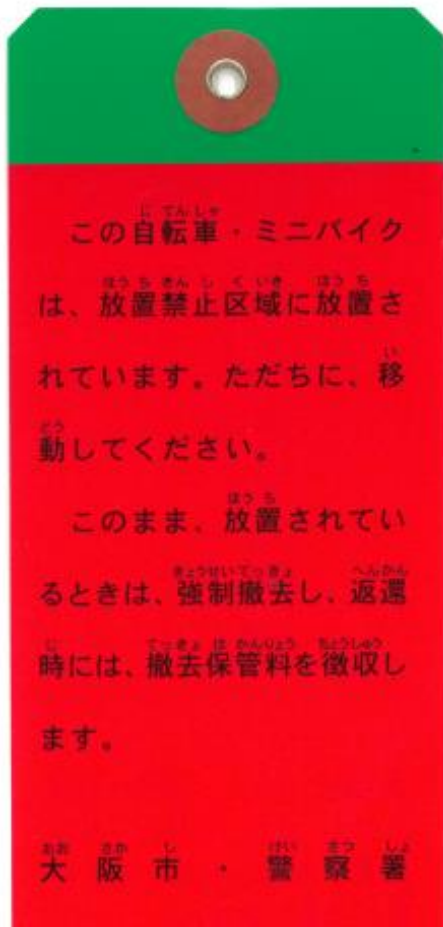 この自転車・ミニバイク
は、放置禁止区域に放置さ
れています。ただちに、移
動してください。
このまま、放置されてい
るときは、強制撤去し、返還
時には、撤去保管料を徴収し
ます。
大阪市・警察署